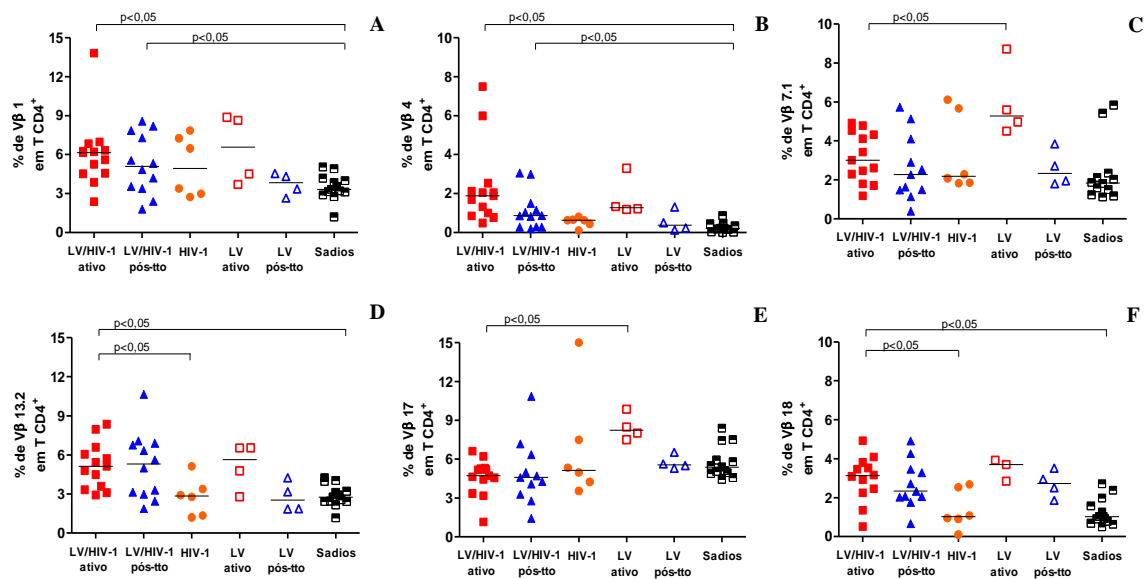 p<0,05
p<0,05
A
15
12
9
6
3
0
% de Vβ 1
em T CD4+
LV/HIV-1 ativo
LV/HIV-1 pós-tto
HIV-1
LV ativo
LV pós-tto
Sadios
p<0,05
p<0,05
B
10
8
6
4
2
0
% de Vβ 4
em T CD4+
LV/HIV-1 ativo
LV/HIV-1 pós-tto
HIV-1
LV ativo
LV pós-tto
Sadios
p<0,05
C
10
8
6
4
2
0
% de Vβ 7.1
em T CD4+
LV/HIV-1 ativo
LV/HIV-1 pós-tto
HIV-1
LV ativo
LV pós-tto
Sadios
p<0,05
p<0,05
D
15
12
9
6
3
0
% de Vβ 13.2
em T CD4+
LV/HIV-1 ativo
LV/HIV-1 pós-tto
HIV-1
LV ativo
LV pós-tto
Sadios
p<0,05
E
15
12
9
6
3
0
% de Vβ 17
em T CD4+
LV/HIV-1 ativo
LV/HIV-1 pós-tto
HIV-1
LV ativo
LV pós-tto
Sadios
p<0,05
p<0,05
F
10
8
6
4
2
0
% de Vβ 18
em T CD4+
LV/HIV-1 ativo
LV/HIV-1 pós-tto
HIV-1
LV ativo
LV pós-tto
Sadios